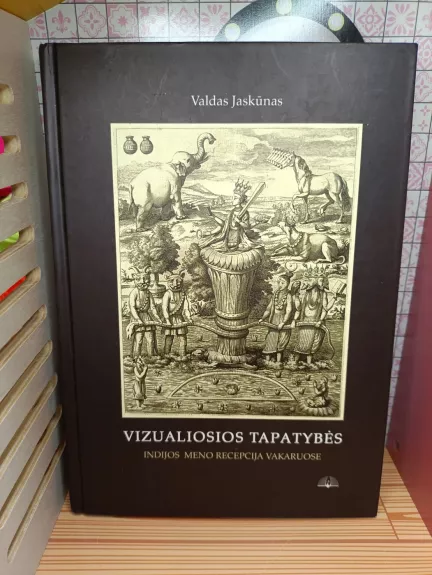 Valdas Jaskūnas
VIZUALIOSIOS TAPATYBĖS
INDIJOS MENO RECEPCIJA VAKARUOSE